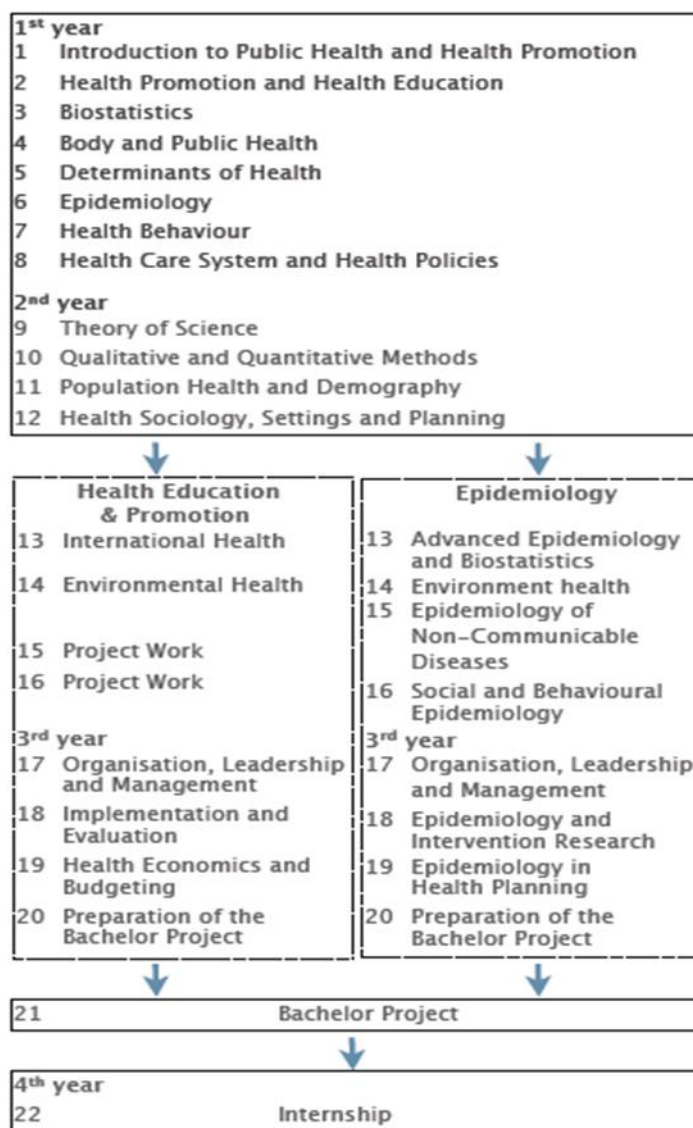 1st year
1 Introduction to Public Health and Health Promotion
2 Health Promotion and Health Education
3 Biostatistics
4 Body and Public Health
5 Determinants of Health
6 Epidemiology
7 Health Behaviour
8 Health Care System and Health Policies
2nd year
9 Theory of Science
10 Qualitative and Quantitative Methods
11 Population Health and Demography
12 Health Sociology, Settings and Planning
Health Education
& Promotion
13 International Health
14 Environmental Health
15 Project Work
16 Project Work
3rd year
17 Organisation, Leadership
and Management
18 Implementation and
Evaluation
19 Health Economics and
Budgeting
20 Preparation of the
Bachelor Project
Epidemiology
13 Advanced Epidemiology
and Biostatistics
14 Environment health
15 Epidemiology of
Non-Communicable
Diseases
16 Social and Behavioural
Epidemiology
3rd year
17 Organisation, Leadership
and Management
18 Epidemiology and
Intervention Research
19 Epidemiology in
Health Planning
20 Preparation of the
Bachelor Project
21 Bachelor Project
4th year
22 Internship